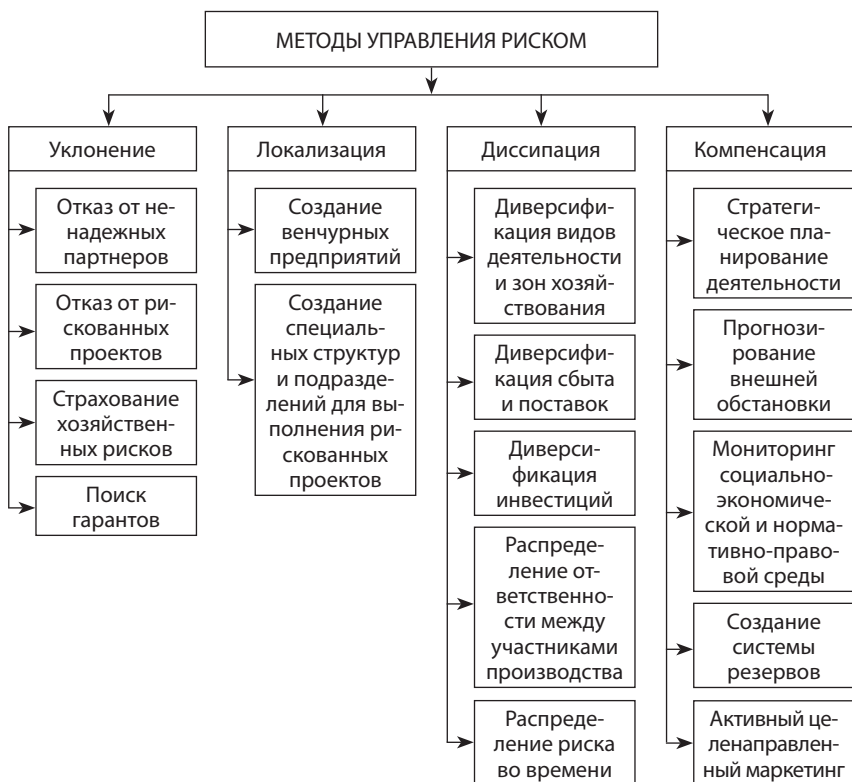 МЕТОДЫ УПРАВЛЕНИЯ РИСКОМ
Уклонение
Отказ от не-
надежных
партнеров
Отказ от ри-
скованных
проектов
Страхование
хозяйствен-
ных рисков
Поиск
гарантов
Локализация
Создание
венчурных
предприятий
Создание
специаль-
ных структур
и подразде-
лений для вы-
полнения ри-
скованных
проектов
Диссипация
Диверсифи-
кация видов
деятельности
и зон хозяй-
ствования
Диверсифи-
кация сбыта
и поставок
Диверси-
фикация
инвестиций
Распреде-
ление от-
ветственно-
сти между
участниками
производства
Распреде-
ление риска
во времени
Компенсация
Стратеги-
ческое пла-
нирование
деятельности
Прогнози-
рование
внешней
обстановки
Мониторинг
социально-
экономиче-
ской и норма-
тивно-право-
вой среды
Создание
системы
резервов
Активный це-
ленаправлен-
ный маркетинг